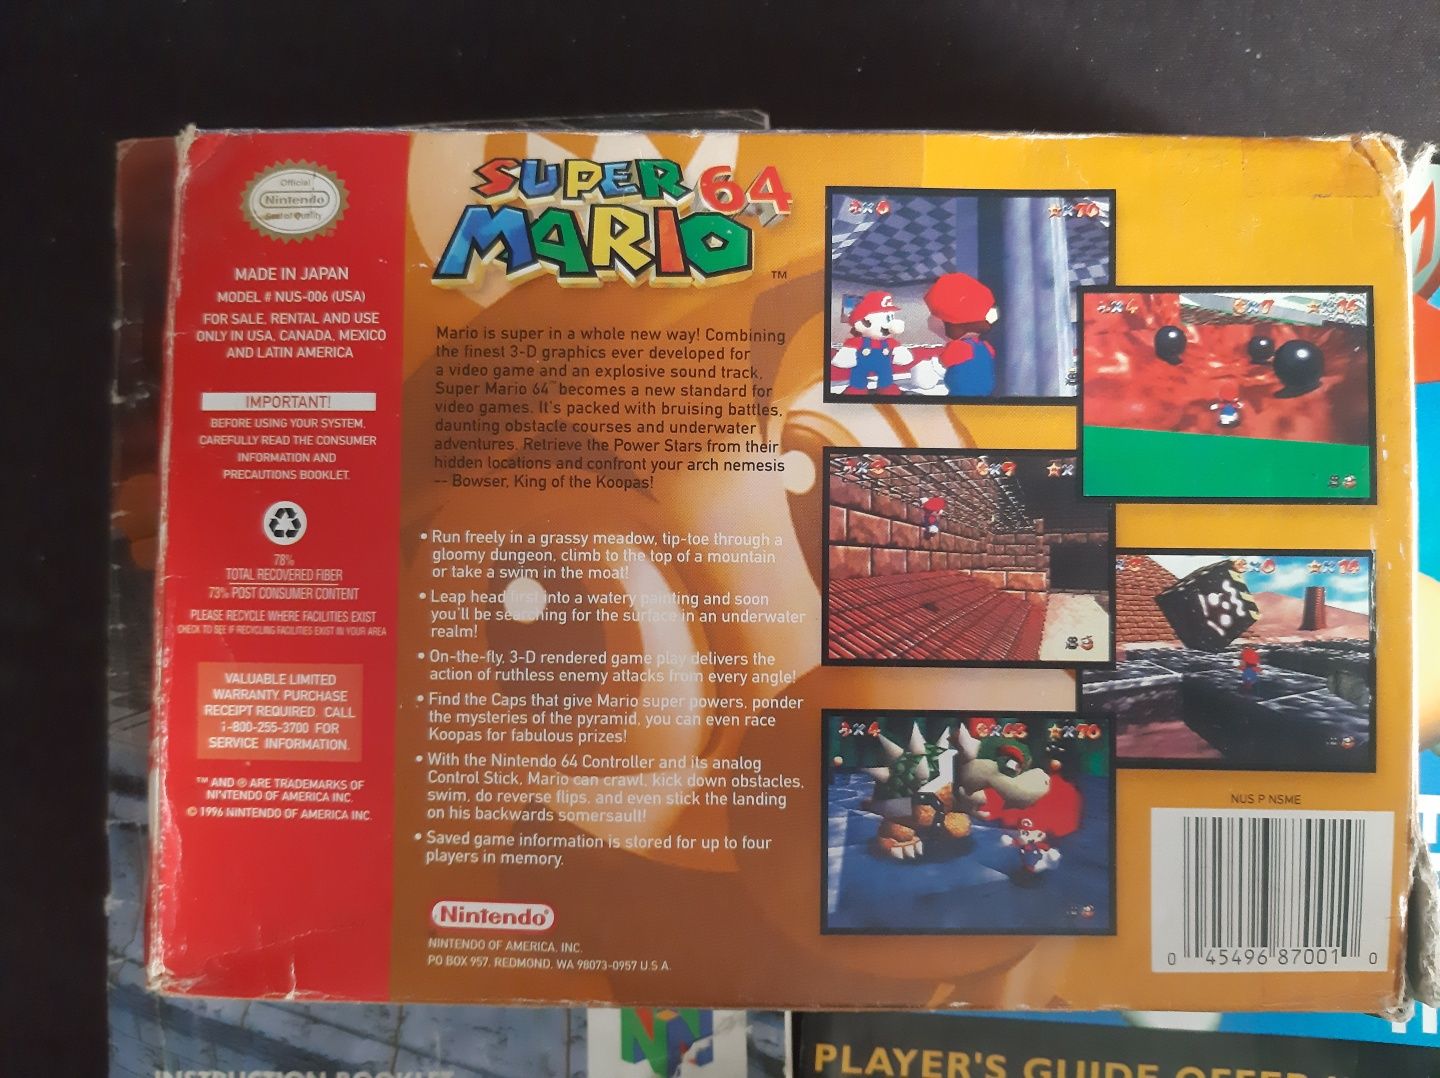 Official
Nintendo
Seal of Quality
MADE IN JAPAN
MODEL # NUS-006 (USA)
FOR SALE, RENTAL AND USE
ONLY IN USA, CANADA, MEXICO
AND LATIN AMERICA
IMPORTANT!
BEFORE USING YOUR SYSTEM,
CAREFULLY READ THE CONSUMER
INFORMATION AND
PRECAUTIONS BOOKLET.
78%
TOTAL RECOVERED FIBER
73% POST CONSUMER CONTENT
PLEASE RECYCLE WHERE FACILITIES EXIST
CHECK TO SEE IF RECYCLING FACILITIES EXIST IN YOUR AREA
VALUABLE LIMITED
WARRANTY. PURCHASE
RECEIPT REQUIRED. CALL
1-800-255-3700 FOR
SERVICE INFORMATION.
™ AND ® ARE TRADEMARKS OF
NINTENDO OF AMERICA INC.
© 1996 NINTENDO OF AMERICA INC.
SUPER
MARIO 64 ™
Mario is super in a whole new way! Combining
the finest 3-D graphics ever developed for
a video game and an explosive sound track,
Super Mario 64™ becomes a new standard for
video games. It's packed with bruising battles,
daunting obstacle courses and underwater
adventures. Retrieve the Power Stars from their
hidden locations and confront your arch nemesis
-- Bowser, King of the Koopas!
• Run freely in a grassy meadow, tip-toe through a
gloomy dungeon, climb to the top of a mountain
or take a swim in the moat!
• Leap head first into a watery painting and soon
you'll be searching for the surface in an underwater
realm!
• On-the-fly, 3-D rendered game play delivers the
action of ruthless enemy attacks from every angle!
• Find the Caps that give Mario super powers, ponder
the mysteries of the pyramid, you can even race
Koopas for fabulous prizes!
• With the Nintendo 64 Controller and its analog
Control Stick, Mario can crawl, kick down obstacles,
swim, do reverse flips, and even stick the landing
on his backwards somersault!
• Saved game information is stored for up to four
players in memory.
Nintendo®
NINTENDO OF AMERICA, INC.
PO BOX 957, REDMOND, WA 98073-0957 U.S.A.
NUS P NSME
0 45496 87001 0
INSTRUCTION BOOKLET
PLAYER'S GUIDE OFFER